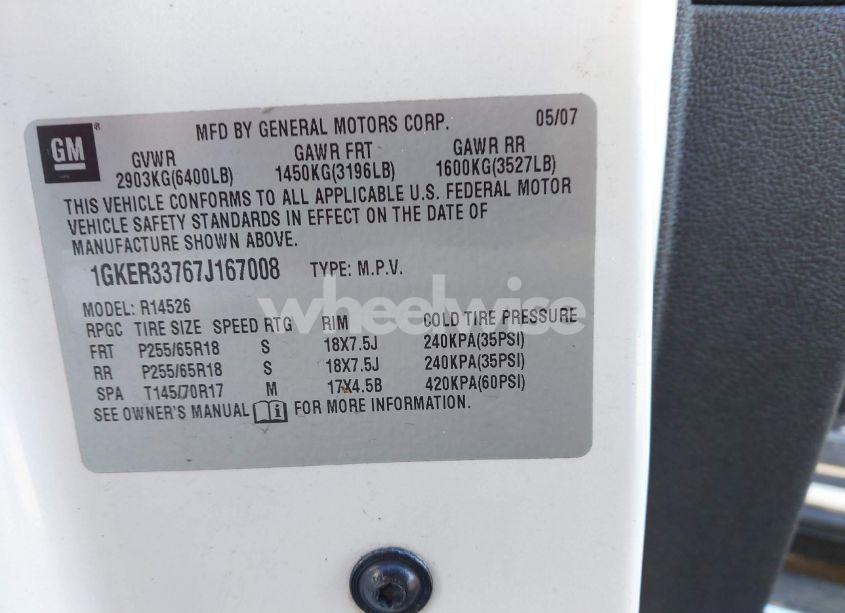 GM ®
MFD BY GENERAL MOTORS CORP. 05/07
GVWR GAWR FRT GAWR RR
2903KG(6400LB) 1450KG(3196LB) 1600KG(3527LB)
THIS VEHICLE CONFORMS TO ALL APPLICABLE U.S. FEDERAL MOTOR
VEHICLE SAFETY STANDARDS IN EFFECT ON THE DATE OF
MANUFACTURE SHOWN ABOVE.
1GKER33767J167008 TYPE: M.P.V.
wheelwise
MODEL: R14526
RPGC TIRE SIZE SPEED RTG RIM COLD TIRE PRESSURE
FRT P255/65R18 S 18X7.5J 240KPA(35PSI)
RR P255/65R18 S 18X7.5J 240KPA(35PSI)
SPA T145/70R17 M 17X4.5B 420KPA(60PSI)
SEE OWNER'S MANUAL i FOR MORE INFORMATION.